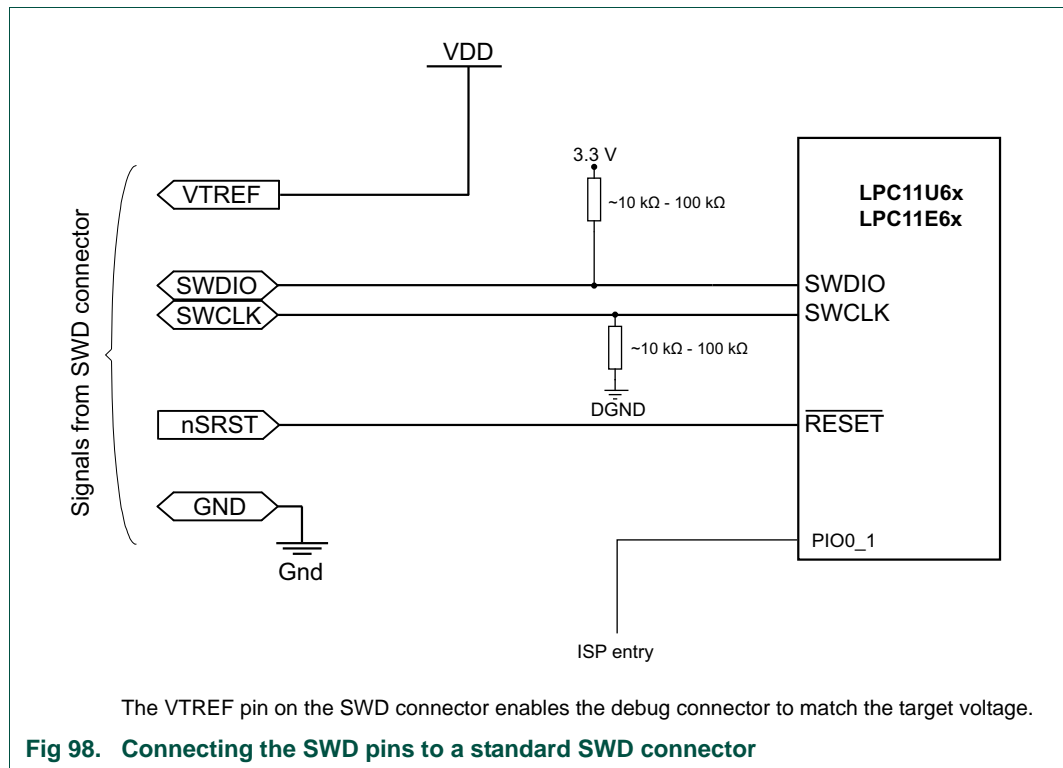 VDD
3.3 V
VTREF
~10 kΩ - 100 kΩ
LPC11U6x
LPC11E6x
Signals from SWD connector
SWDIO
SWDIO
SWCLK
SWCLK
~10 kΩ - 100 kΩ
DGND
nSRST
RESET
GND
Gnd
PIO0_1
ISP entry
The VTREF pin on the SWD connector enables the debug connector to match the target voltage.
Fig 98. Connecting the SWD pins to a standard SWD connector